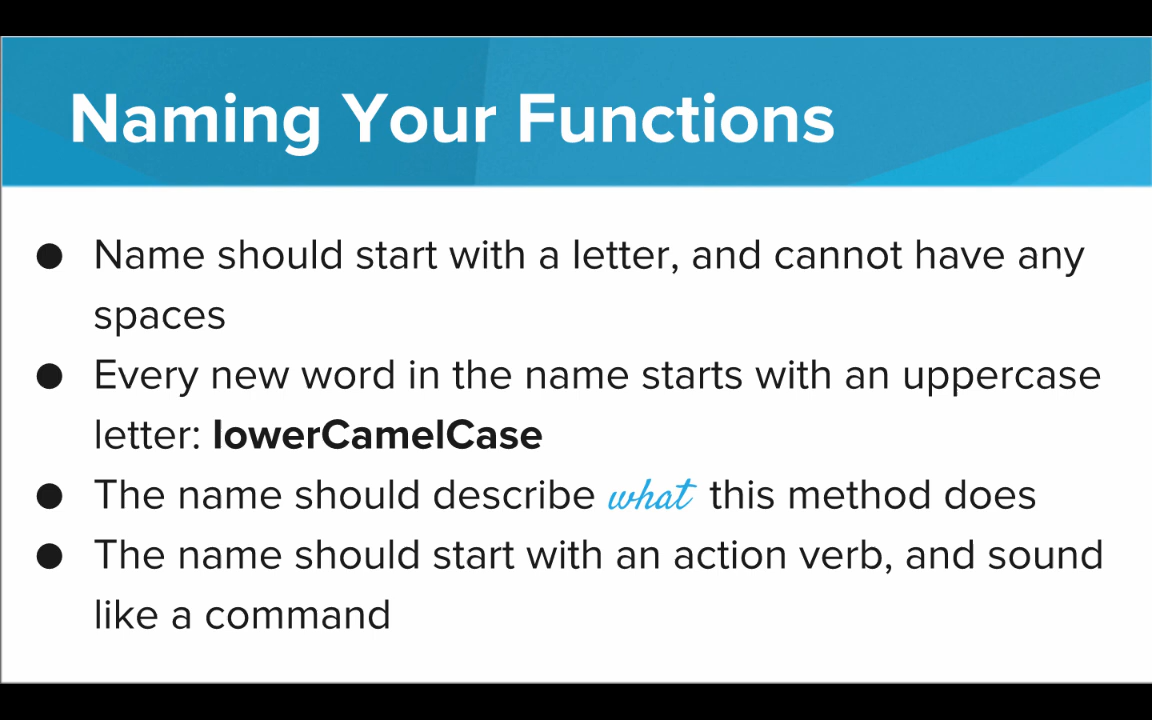 Naming Your Functions
● Name should start with a letter, and cannot have any
spaces
● Every new word in the name starts with an uppercase
letter: lowerCamelCase
● The name should describe what this method does
● The name should start with an action verb, and sound
like a command